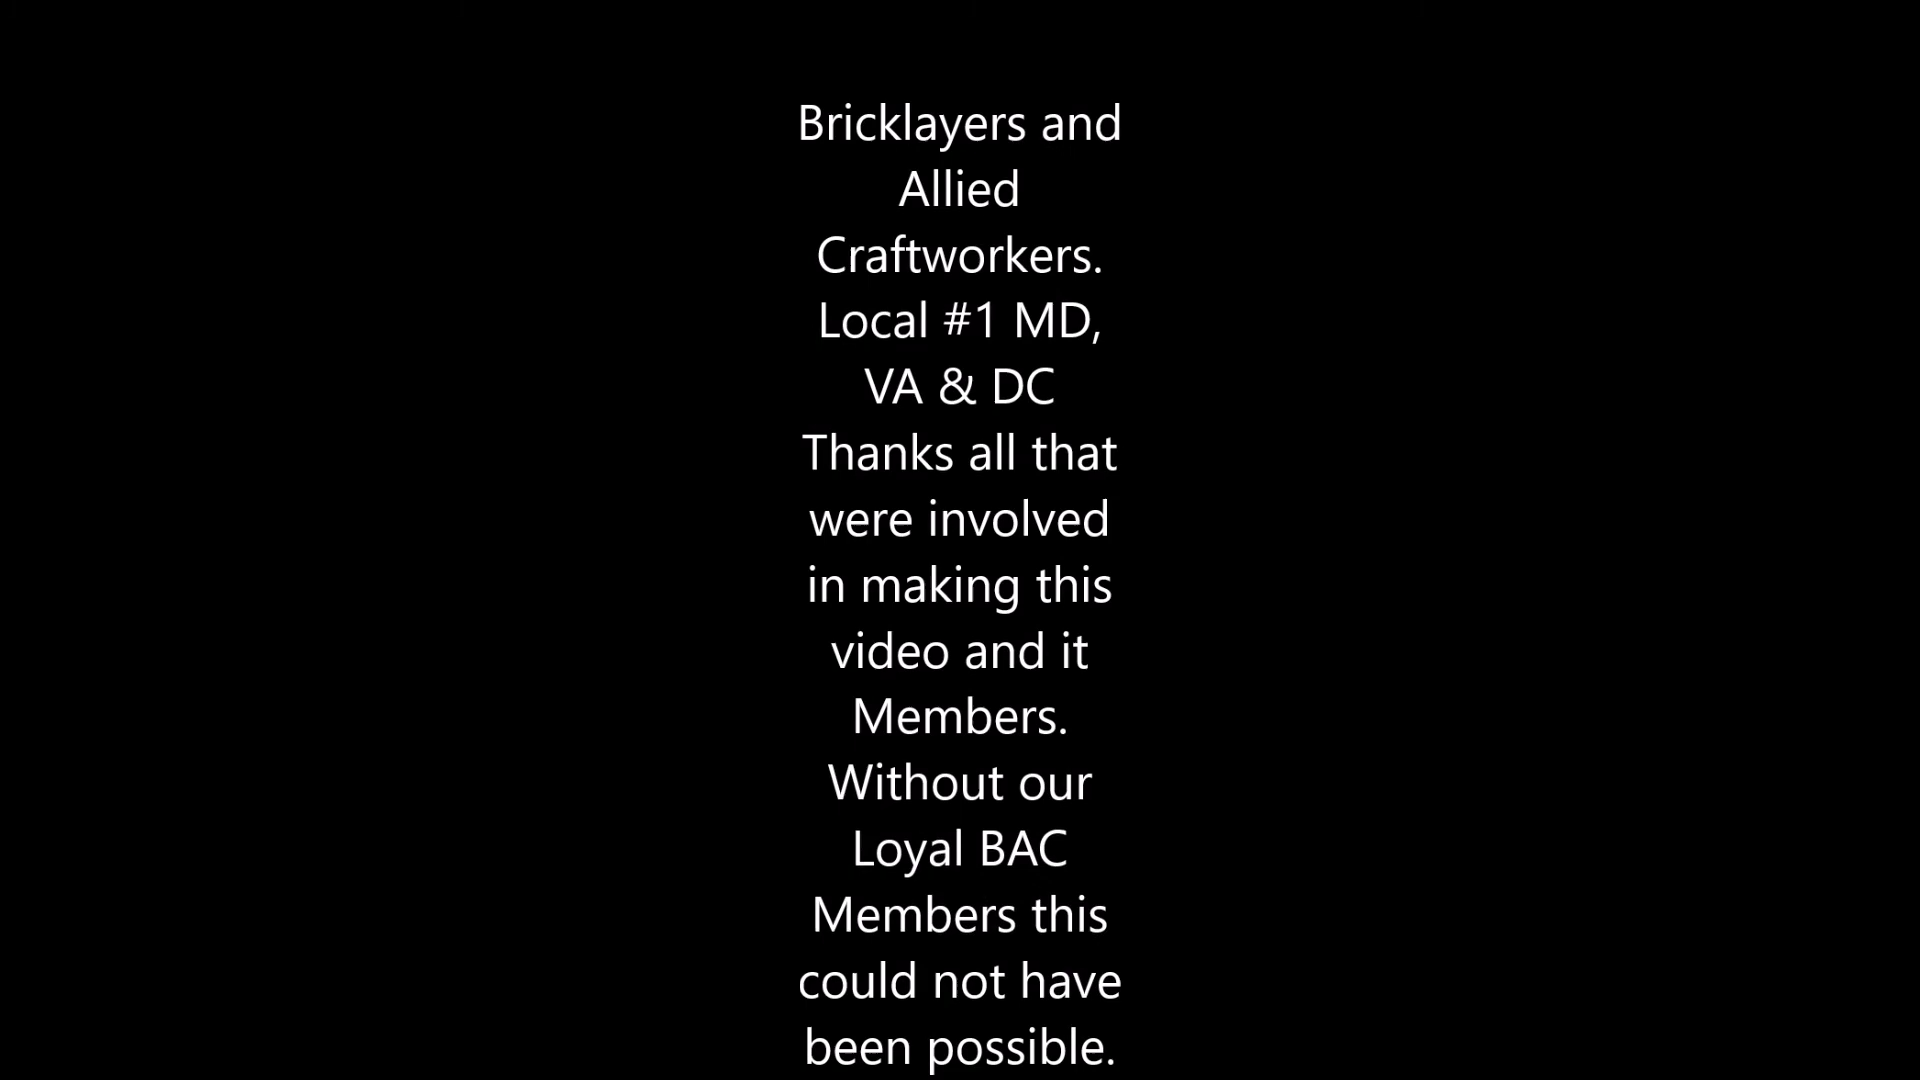 Bricklayers and
Allied
Craftworkers.
Local #1 MD,
VA & DC
Thanks all that
were involved
in making this
video and it
Members.
Without our
Loyal BAC
Members this
could not have
been possible.